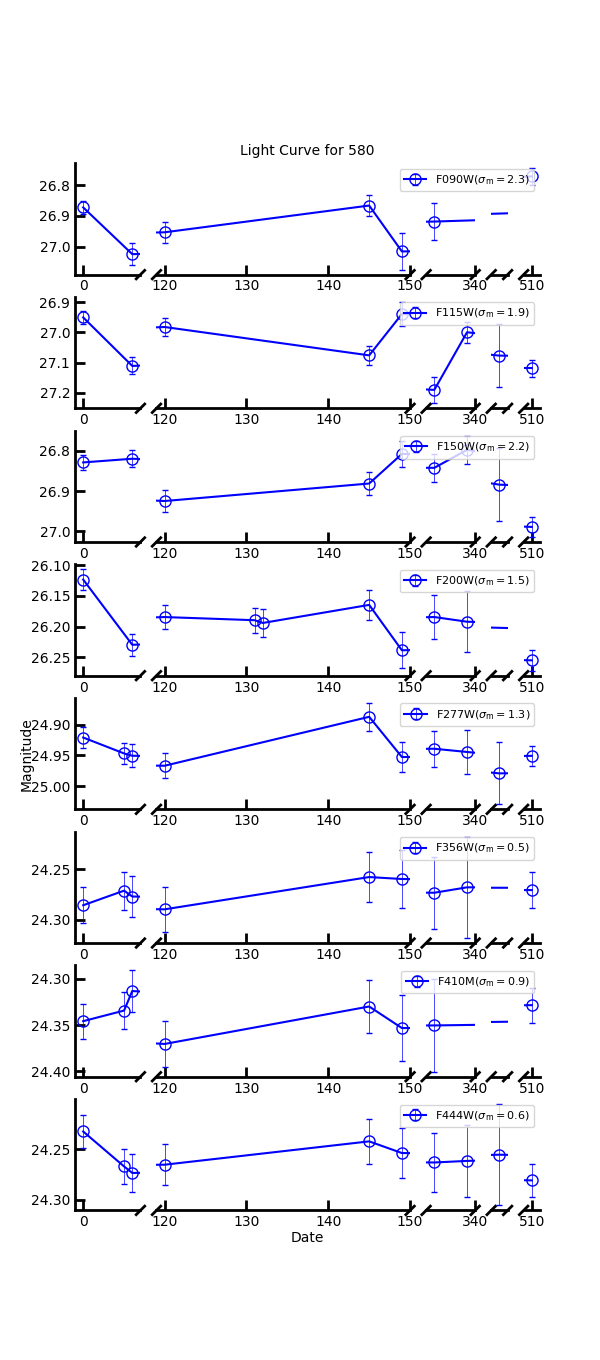 Light Curve for 580
F090W(σm = 2.3)
26.8
26.9
27.0
0 120 130 140 150 340 510
F115W(σm = 1.9)
26.9
27.0
27.1
27.2
0 120 130 140 150 340 510
F150W(σm = 2.2)
26.8
26.9
27.0
0 120 130 140 150 340 510
F200W(σm = 1.5)
26.10
26.15
26.20
26.25
0 120 130 140 150 340 510
F277W(σm = 1.3)
24.90
24.95
25.00
Magnitude
0 120 130 140 150 340 510
F356W(σm = 0.5)
24.25
24.30
0 120 130 140 150 340 510
F410M(σm = 0.9)
24.30
24.35
24.40
0 120 130 140 150 340 510
F444W(σm = 0.6)
24.25
24.30
0 120 130 140 150 340 510
Date